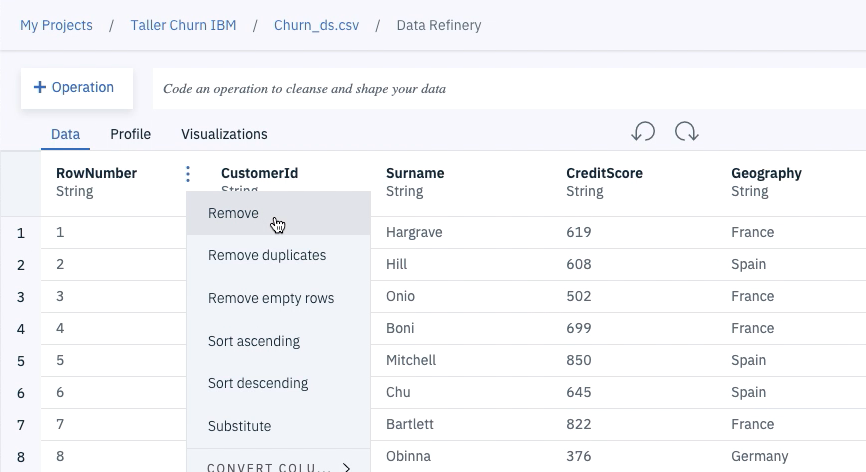 My Projects / Taller Churn IBM / Churn_ds.csv / Data Refinery
+ Operation Code an operation to cleanse and shape your data
Data Profile Visualizations
RowNumber CustomerId Surname CreditScore Geography
String String String String String
Remove
Remove duplicates
Remove empty rows
Sort ascending
Sort descending
Substitute
CONVERT COLU...
1 1 Hargrave 619 France
2 2 Hill 608 Spain
3 3 Onio 502 France
4 4 Boni 699 France
5 5 Mitchell 850 Spain
6 6 Chu 645 Spain
7 7 Bartlett 822 France
8 8 Obinna 376 Germany